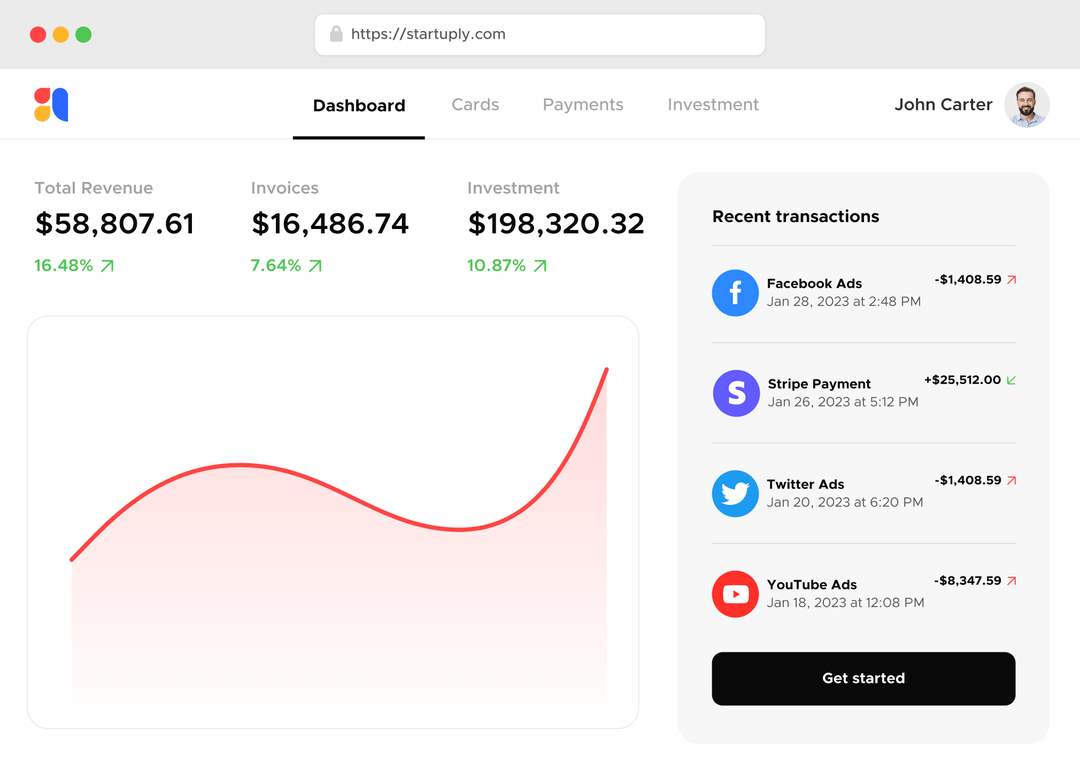 https://startuply.com
Dashboard Cards Payments Investment John Carter
Total Revenue Invoices Investment
$58,807.61 $16,486.74 $198,320.32
16.48% 7.64% 10.87%
Recent transactions
Facebook Ads -$1,408.59
Jan 28, 2023 at 2:48 PM
Stripe Payment +$25,512.00
Jan 26, 2023 at 5:12 PM
Twitter Ads -$1,408.59
Jan 20, 2023 at 6:20 PM
YouTube Ads -$8,347.59
Jan 18, 2023 at 12:08 PM
Get started